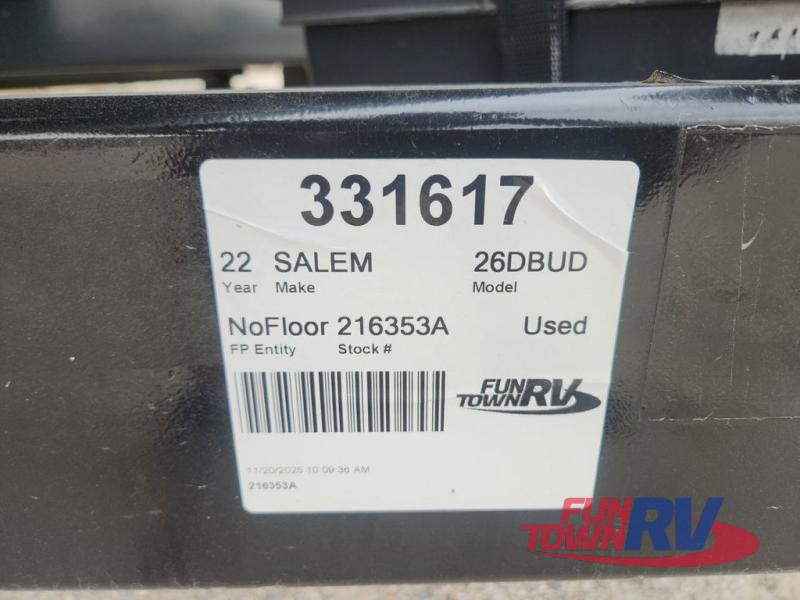 331617
22 SALEM 26DBUD
Year Make Model
NoFloor 216353A Used
FP Entity Stock #
FUN TOWN RV
11/20/2025 10:09:36 AM
216353A
FUN TOWN RV